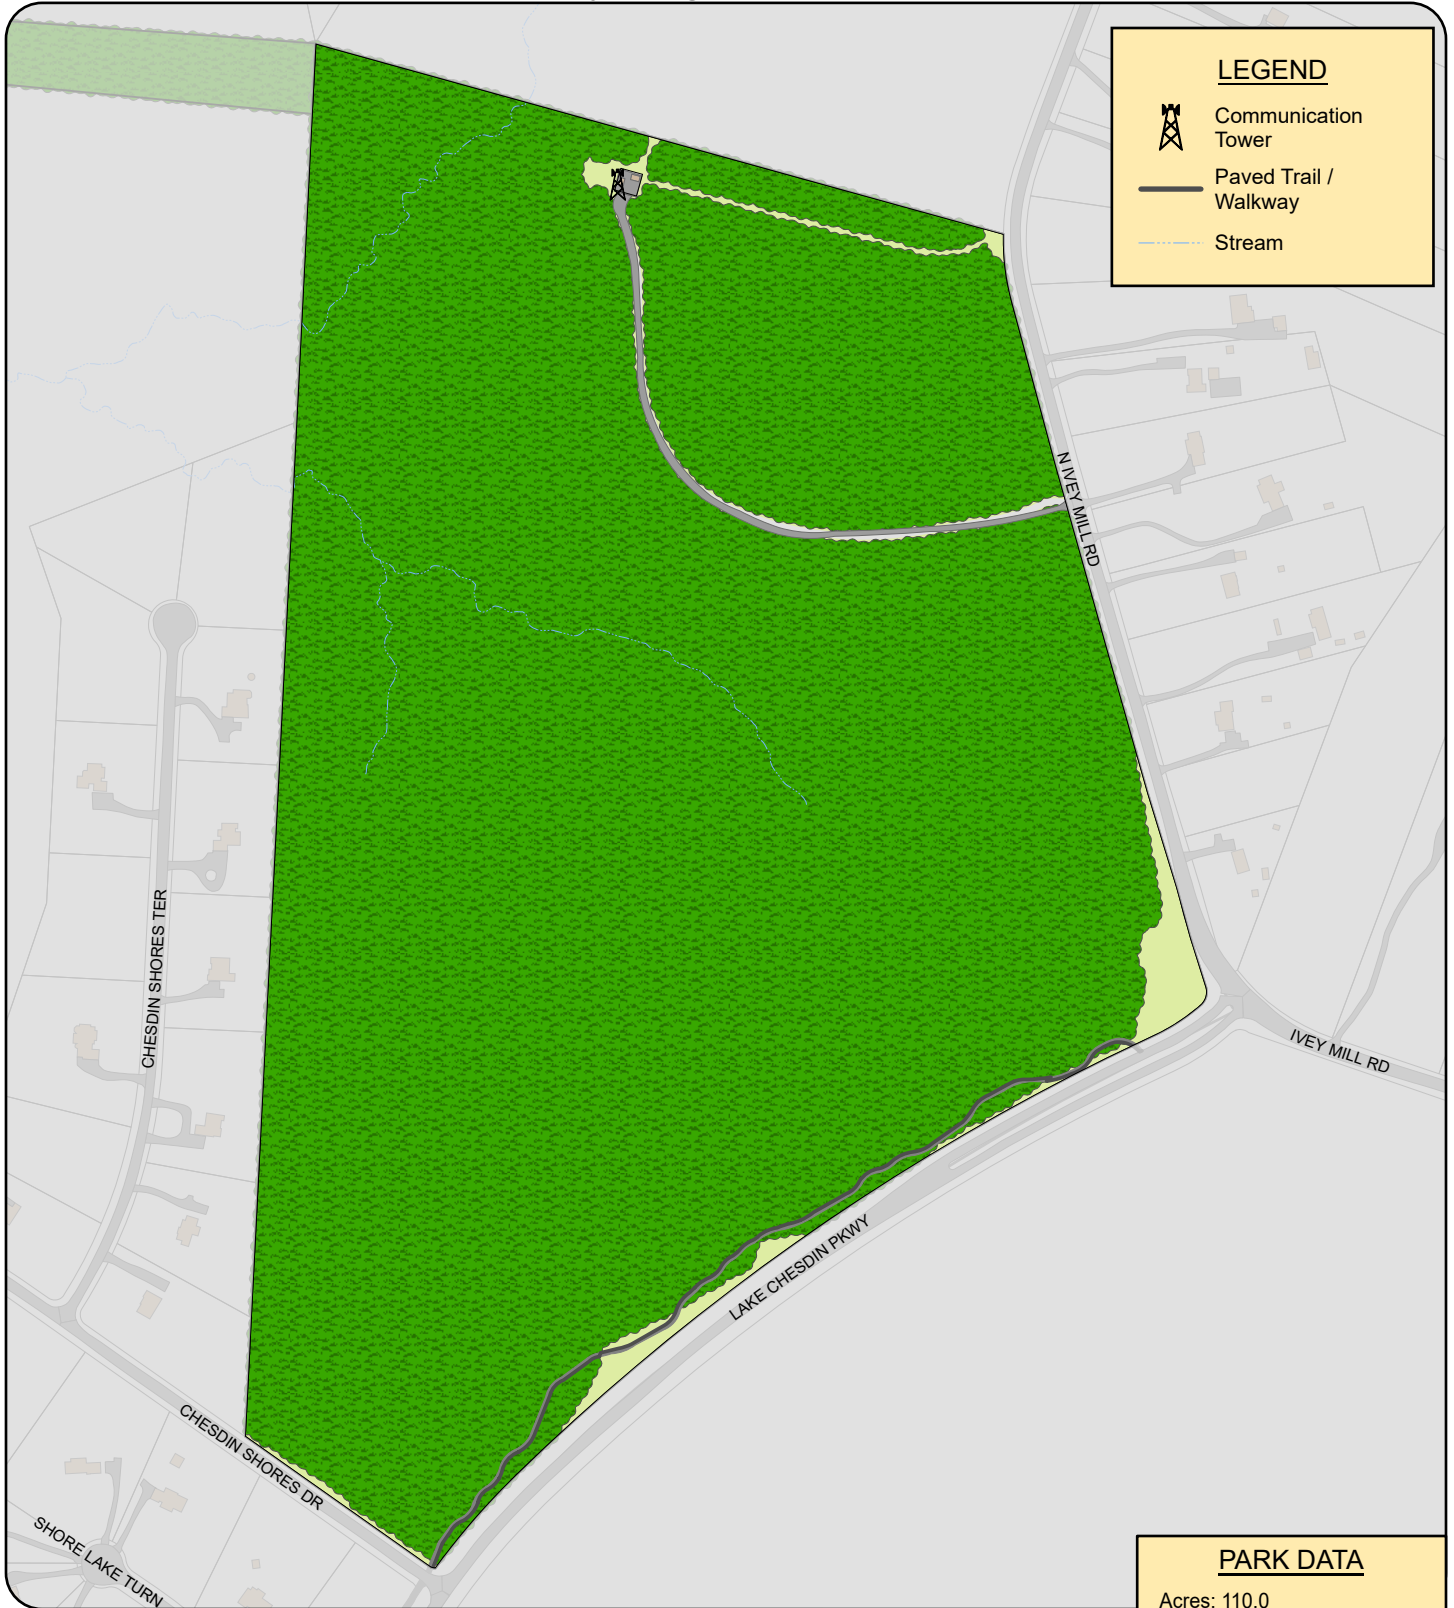 LEGEND
Communication
Tower
Paved Trail /
Walkway
Stream
N IVEY MILL RD
CHESDIN SHORES TER
IVEY MILL RD
LAKE CHESDIN PKWY
CHESDIN SHORES DR
SHORE LAKE TURN
PARK DATA
Acres: 110.0